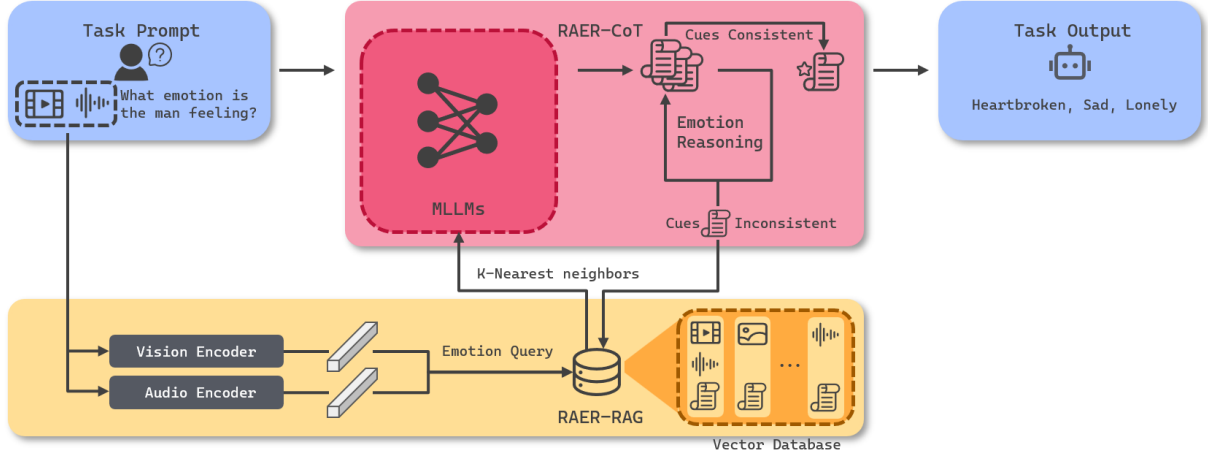 Task Prompt
?
What emotion is
the man feeling?
RAER-CoT
Cues Consistent
MLLMs
Emotion
Reasoning
Cues Inconsistent
Task Output
Heartbroken, Sad, Lonely
K-Nearest neighbors
Vision Encoder
Audio Encoder
Emotion Query
RAER-RAG
...
Vector Database